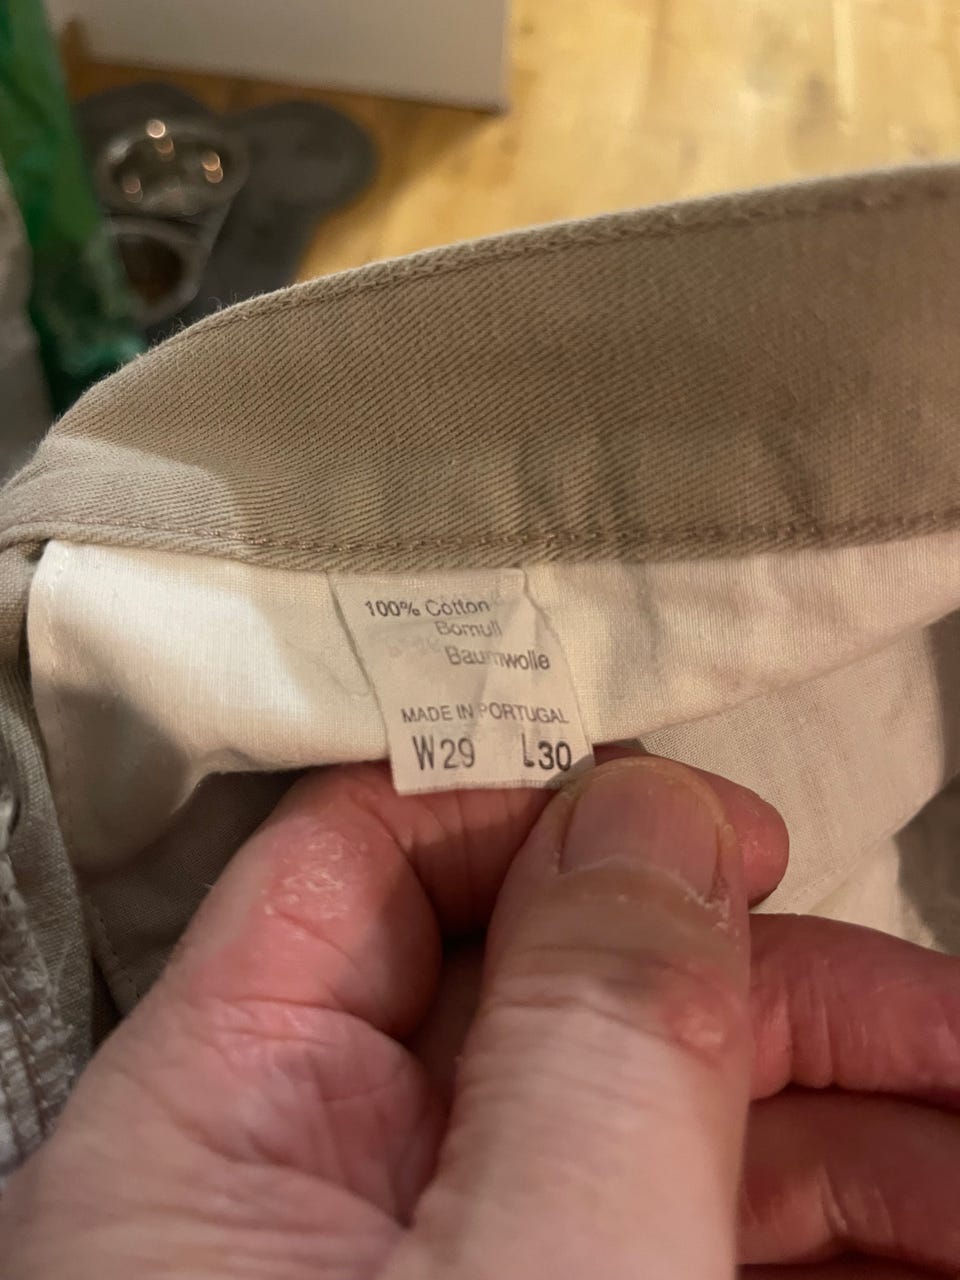 100% Cotton
Bomull
Baumwolle
MADE IN PORTUGAL
W29 L30